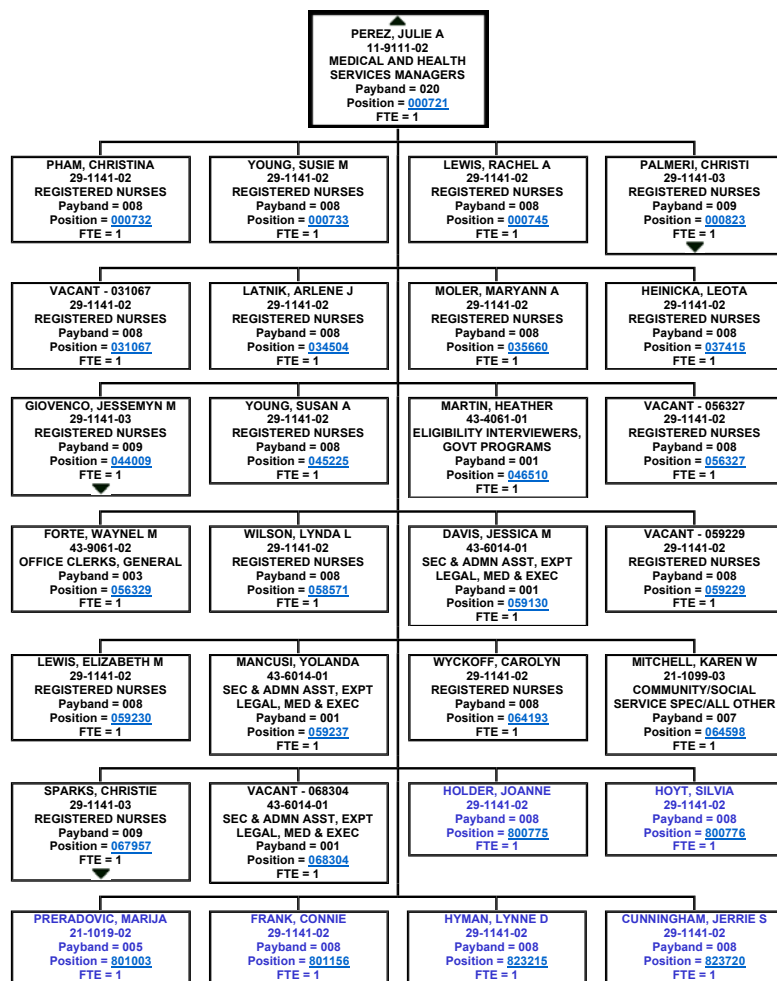 PEREZ, JULIE A
11-9111-02
MEDICAL AND HEALTH
SERVICES MANAGERS
Payband = 020
Position = 000721
FTE = 1
PHAM, CHRISTINA
29-1141-02
REGISTERED NURSES
Payband = 008
Position = 000732
FTE = 1
YOUNG, SUSIE M
29-1141-02
REGISTERED NURSES
Payband = 008
Position = 000733
FTE = 1
LEWIS, RACHEL A
29-1141-02
REGISTERED NURSES
Payband = 008
Position = 000745
FTE = 1
PALMERI, CHRISTI
29-1141-03
REGISTERED NURSES
Payband = 009
Position = 000823
FTE = 1
VACANT - 031067
29-1141-02
REGISTERED NURSES
Payband = 008
Position = 031067
FTE = 1
LATNIK, ARLENE J
29-1141-02
REGISTERED NURSES
Payband = 008
Position = 034504
FTE = 1
MOLER, MARYANN A
29-1141-02
REGISTERED NURSES
Payband = 008
Position = 035660
FTE = 1
HEINICKA, LEOTA
29-1141-02
REGISTERED NURSES
Payband = 008
Position = 037415
FTE = 1
GIOVENCO, JESSEMYN M
29-1141-03
REGISTERED NURSES
Payband = 009
Position = 044009
FTE = 1
YOUNG, SUSAN A
29-1141-02
REGISTERED NURSES
Payband = 008
Position = 045225
FTE = 1
MARTIN, HEATHER
43-4061-01
ELIGIBILITY INTERVIEWERS,
GOVT PROGRAMS
Payband = 001
Position = 046510
FTE = 1
VACANT - 056327
29-1141-02
REGISTERED NURSES
Payband = 008
Position = 056327
FTE = 1
FORTE, WAYNEL M
43-9061-02
OFFICE CLERKS, GENERAL
Payband = 003
Position = 056329
FTE = 1
WILSON, LYNDA L
29-1141-02
REGISTERED NURSES
Payband = 008
Position = 058571
FTE = 1
DAVIS, JESSICA M
43-6014-01
SEC & ADMN ASST, EXPT
LEGAL, MED & EXEC
Payband = 001
Position = 059130
FTE = 1
VACANT - 059229
29-1141-02
REGISTERED NURSES
Payband = 008
Position = 059229
FTE = 1
LEWIS, ELIZABETH M
29-1141-02
REGISTERED NURSES
Payband = 008
Position = 059230
FTE = 1
MANCUSI, YOLANDA
43-6014-01
SEC & ADMN ASST, EXPT
LEGAL, MED & EXEC
Payband = 001
Position = 059237
FTE = 1
WYCKOFF, CAROLYN
29-1141-02
REGISTERED NURSES
Payband = 008
Position = 064193
FTE = 1
MITCHELL, KAREN W
21-1099-03
COMMUNITY/SOCIAL
SERVICE SPEC/ALL OTHER
Payband = 007
Position = 064598
FTE = 1
SPARKS, CHRISTIE
29-1141-03
REGISTERED NURSES
Payband = 009
Position = 067957
FTE = 1
VACANT - 068304
43-6014-01
SEC & ADMN ASST, EXPT
LEGAL, MED & EXEC
Payband = 001
Position = 068304
FTE = 1
HOLDER, JOANNE
29-1141-02
Payband = 008
Position = 800775
FTE = 1
HOYT, SILVIA
29-1141-02
Payband = 008
Position = 800776
FTE = 1
PRERADOVIC, MARIJA
21-1019-02
Payband = 005
Position = 801003
FTE = 1
FRANK, CONNIE
29-1141-02
Payband = 008
Position = 801156
FTE = 1
HYMAN, LYNNE D
29-1141-02
Payband = 008
Position = 823215
FTE = 1
CUNNINGHAM, JERRIE S
29-1141-02
Payband = 008
Position = 823720
FTE = 1